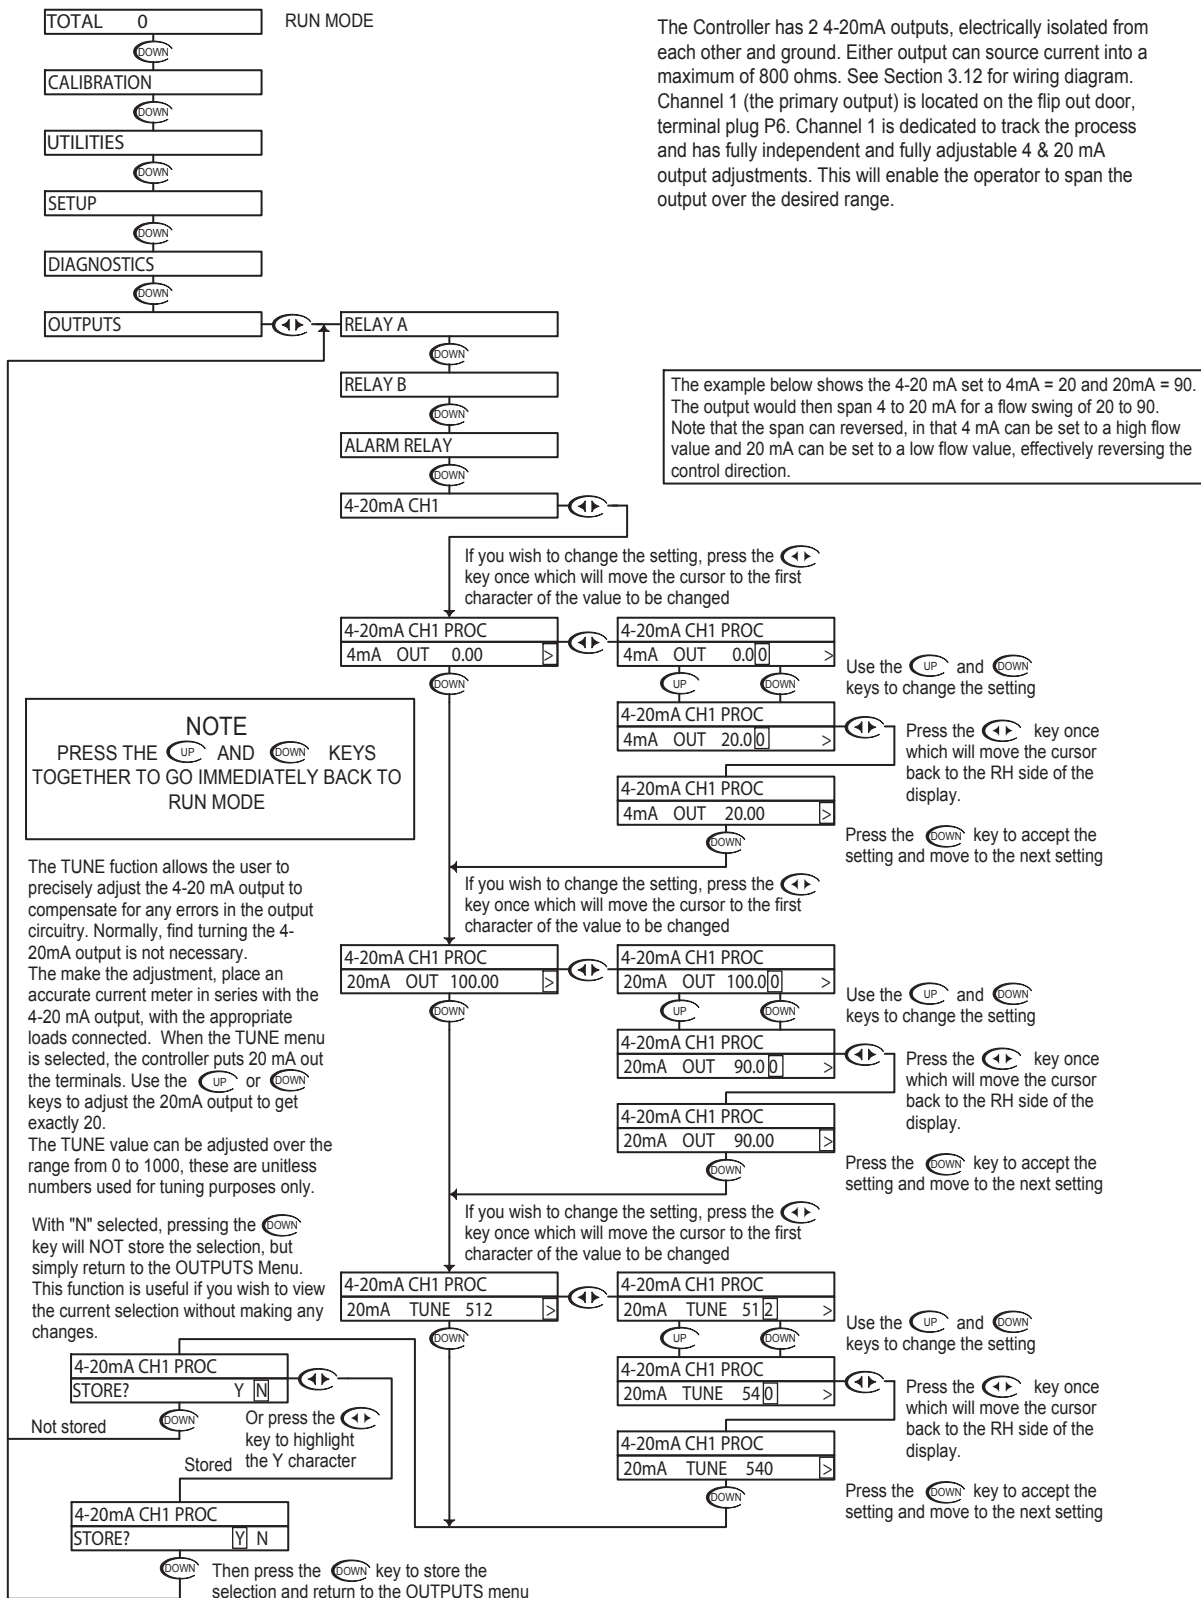 TOTAL 0
RUN MODE
DOWN
CALIBRATION
DOWN
UTILITIES
DOWN
SETUP
DOWN
DIAGNOSTICS
DOWN
OUTPUTS
The Controller has 2 4-20mA outputs, electrically isolated from
each other and ground. Either output can source current into a
maximum of 800 ohms. See Section 3.12 for wiring diagram.
Channel 1 (the primary output) is located on the flip out door,
terminal plug P6. Channel 1 is dedicated to track the process
and has fully independent and fully adjustable 4 & 20 mA
output adjustments. This will enable the operator to span the
output over the desired range.
RELAY A
DOWN
RELAY B
DOWN
ALARM RELAY
DOWN
4-20mA CH1
The example below shows the 4-20 mA set to 4mA = 20 and 20mA = 90.
The output would then span 4 to 20 mA for a flow swing of 20 to 90.
Note that the span can reversed, in that 4 mA can be set to a high flow
value and 20 mA can be set to a low flow value, effectively reversing the
control direction.
If you wish to change the setting, press the
key once which will move the cursor to the first
character of the value to be changed
4-20mA CH1 PROC
4mA OUT 0.00 >
DOWN
4-20mA CH1 PROC
4mA OUT 0.00 >
UP DOWN
Use the UP and DOWN
keys to change the setting
4-20mA CH1 PROC
4mA OUT 20.00 >
Press the key once
which will move the cursor
back to the RH side of the
display.
4-20mA CH1 PROC
4mA OUT 20.00 >
DOWN
Press the DOWN key to accept the
setting and move to the next setting
NOTE
PRESS THE UP AND DOWN KEYS
TOGETHER TO GO IMMEDIATELY BACK TO
RUN MODE
The TUNE fuction allows the user to
precisely adjust the 4-20 mA output to
compensate for any errors in the output
circuitry. Normally, find turning the 4-
20mA output is not necessary.
The make the adjustment, place an
accurate current meter in series with the
4-20 mA output, with the appropriate
loads connected. When the TUNE menu
is selected, the controller puts 20 mA out
the terminals. Use the UP or DOWN
keys to adjust the 20mA output to get
exactly 20.
The TUNE value can be adjusted over the
range from 0 to 1000, these are unitless
numbers used for tuning purposes only.
If you wish to change the setting, press the
key once which will move the cursor to the first
character of the value to be changed
4-20mA CH1 PROC
20mA OUT 100.00 >
DOWN
4-20mA CH1 PROC
20mA OUT 100.00 >
UP DOWN
Use the UP and DOWN
keys to change the setting
4-20mA CH1 PROC
20mA OUT 90.00 >
Press the key once
which will move the cursor
back to the RH side of the
display.
4-20mA CH1 PROC
20mA OUT 90.00 >
DOWN
Press the DOWN key to accept the
setting and move to the next setting
With "N" selected, pressing the DOWN
key will NOT store the selection, but
simply return to the OUTPUTS Menu.
This function is useful if you wish to view
the current selection without making any
changes.
If you wish to change the setting, press the
key once which will move the cursor to the first
character of the value to be changed
4-20mA CH1 PROC
20mA TUNE 512 >
DOWN
4-20mA CH1 PROC
20mA TUNE 512 >
UP DOWN
Use the UP and DOWN
keys to change the setting
4-20mA CH1 PROC
20mA TUNE 540 >
Press the key once
which will move the cursor
back to the RH side of the
display.
4-20mA CH1 PROC
20mA TUNE 540 >
DOWN
Press the DOWN key to accept the
setting and move to the next setting
4-20mA CH1 PROC
STORE? Y N
DOWN
Not stored
Or press the
key to highlight
the Y character
Stored
4-20mA CH1 PROC
STORE? Y N
DOWN
Then press the DOWN key to store the
selection and return to the OUTPUTS menu